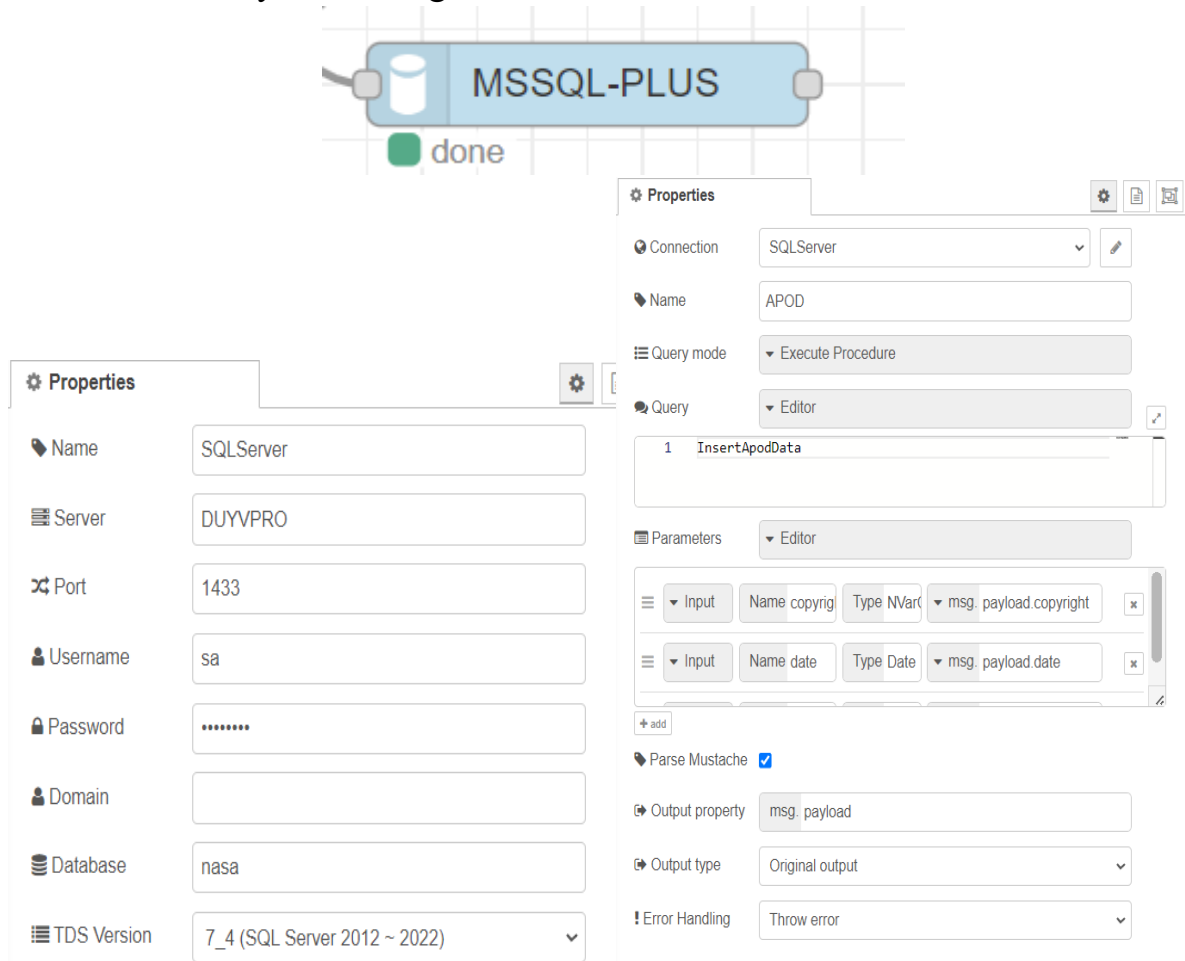 MSSQL-PLUS
done
Properties
Connection SQLServer
Name APOD
Query mode Execute Procedure
Query Editor
1 InsertApodData
Parameters Editor
Input Name copyrig Type NVar( msg. payload.copyright x
Input Name date Type Date msg. payload.date x
+ add
Parse Mustache
Output property msg. payload
Output type Original output
Error Handling Throw error
Properties
Name SQLServer
Server DUYVPRO
Port 1433
Username sa
Password ••••••••
Domain
Database nasa
TDS Version 7_4 (SQL Server 2012 ~ 2022)